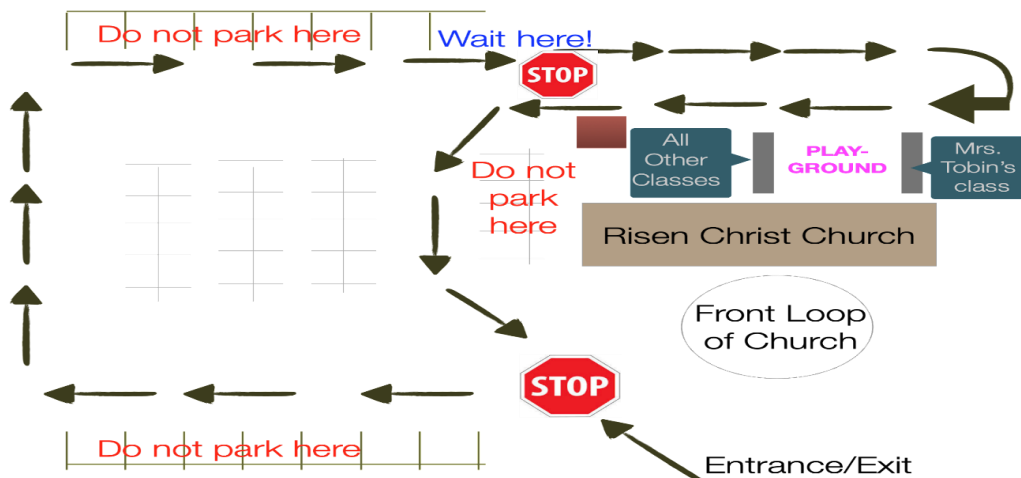 Do not park here
Wait here!
STOP
All
Other
Classes
PLAY-
GROUND
Mrs.
Tobin's
class
Do not
park
here
Risen Christ Church
Front Loop
of Church
STOP
Do not park here
Entrance/Exit